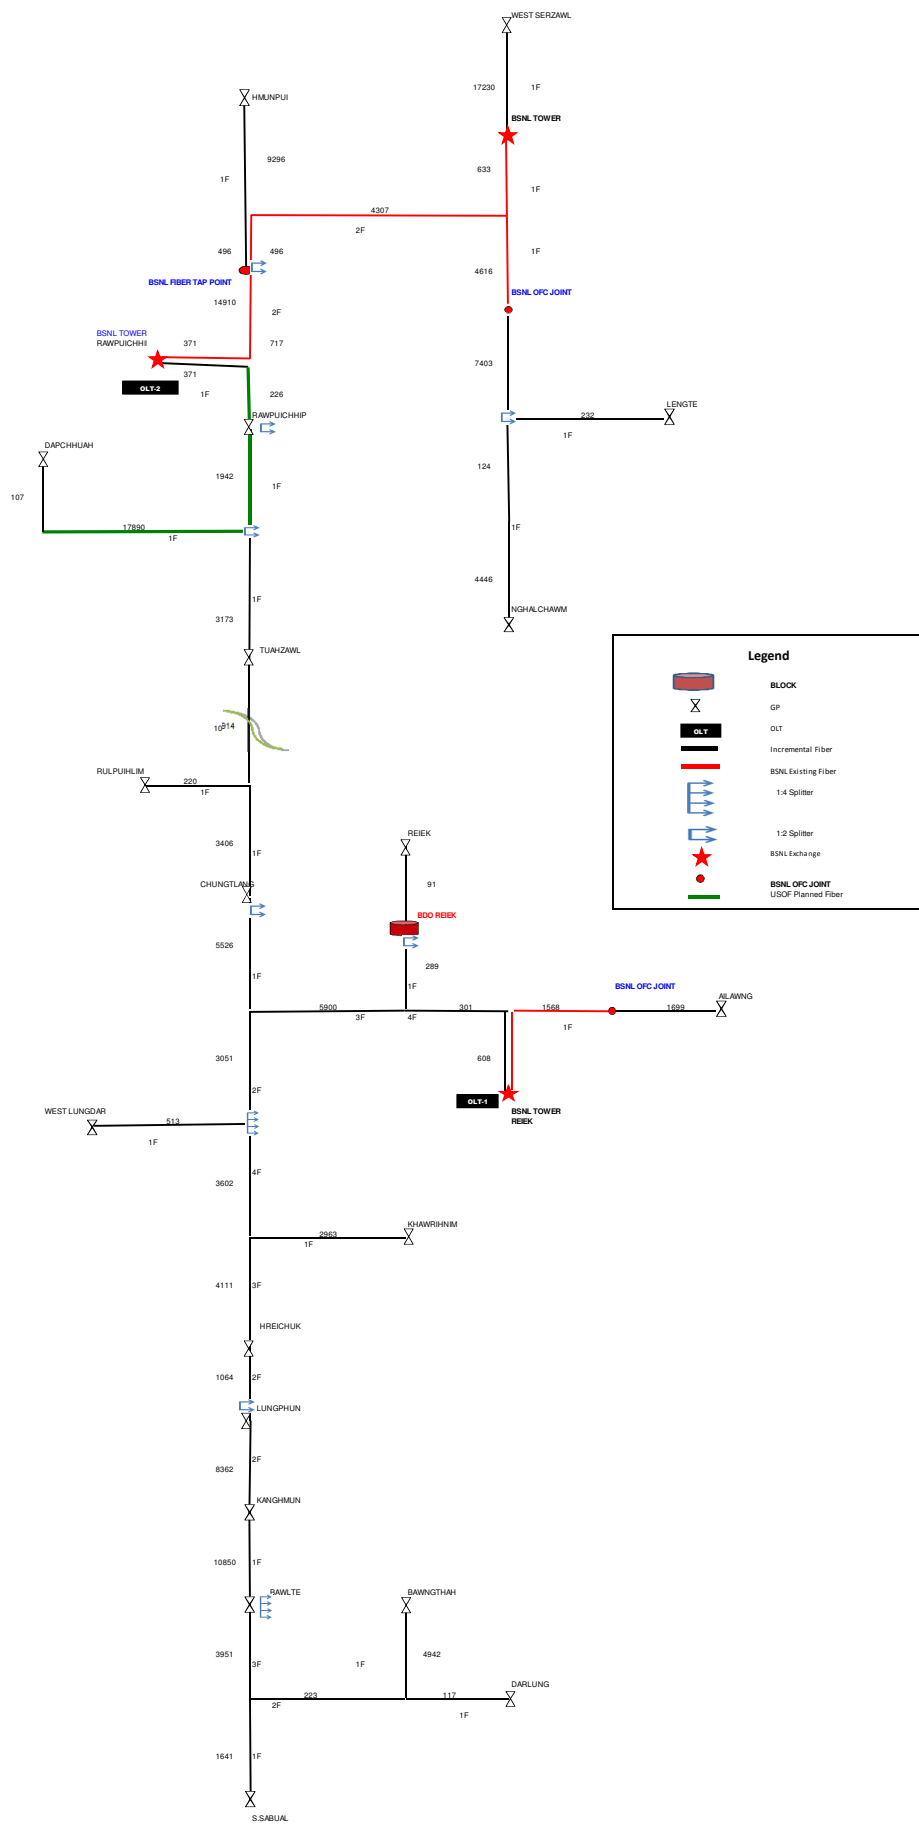 WEST SERZAWL
17230 1F
BSNL TOWER
HMUNPUI
9296
1F
633
1F
4307
2F
496 496
1F
4616
BSNL FIBER TAP POINT
BSNL OFC JOINT
14910
2F
BSNL TOWER
RAWPUICHHII
371 717
371
OLT-2
1F 226
7403
RAWPUICHHIP
LENGTE
232
1F
DAPCHHUAH
107
1942
1F
124
17890
1F
1F
4446
1F
3173
NGHALCHAWM
TUAHZAWL
Legend
BLOCK
GP
OLT OLT
Incremental Fiber
BSNL Existing Fiber
1:4 Splitter
1:2 Splitter
BSNL Exchange
BSNL OFC JOINT
USOF Planned Fiber
RULPUIHLIM
220
1F
3406
1F
REIEK
CHUNGTLANG
91
BDO REIEK
5526
289
1F
1F
BSNL OFC JOINT
AILAWNG
5900 301 1568 1699
3F 4F 1F
3051
608
2F
OLT-1
BSNL TOWER
REIEK
WEST LUNGDAR
513
1F
4F
3602
KHAWRIHNIM
2963
1F
4111 3F
HREICHUK
1064 2F
LUNGPHUN
2F
8362
KANGHMUN
10850 1F
RAWLTE
BAWNGTHAH
3951
3F
1F 4942
DARLUNG
223 117
2F 1F
1641 1F
S.SABUAL